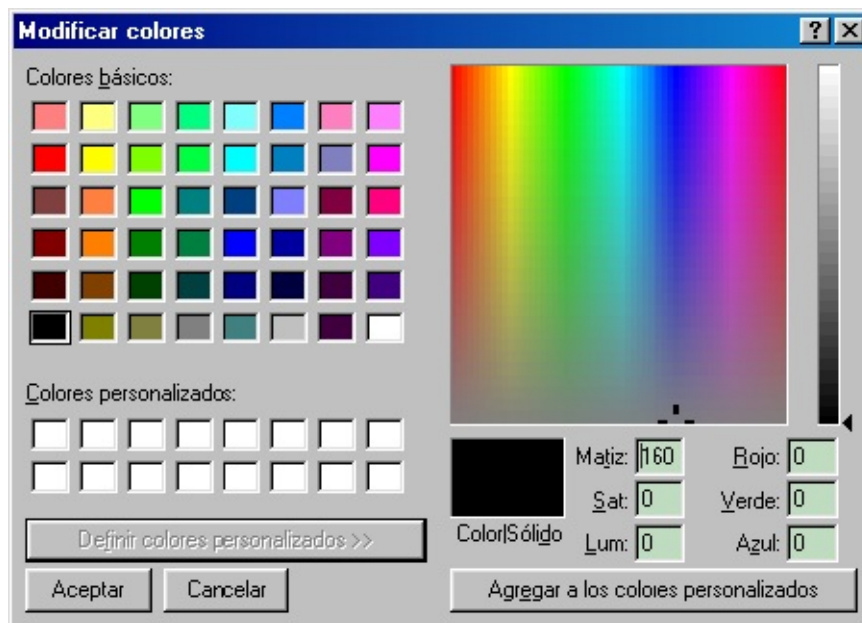 Modificar colores
Colores básicos:
Colores personalizados:
Definir colores personalizados >>
Aceptar
Cancelar
Color|Sólido
Matiz: 160
Sat: 0
Lum: 0
Rojo: 0
Verde: 0
Azul: 0
Agregar a los colores personalizados